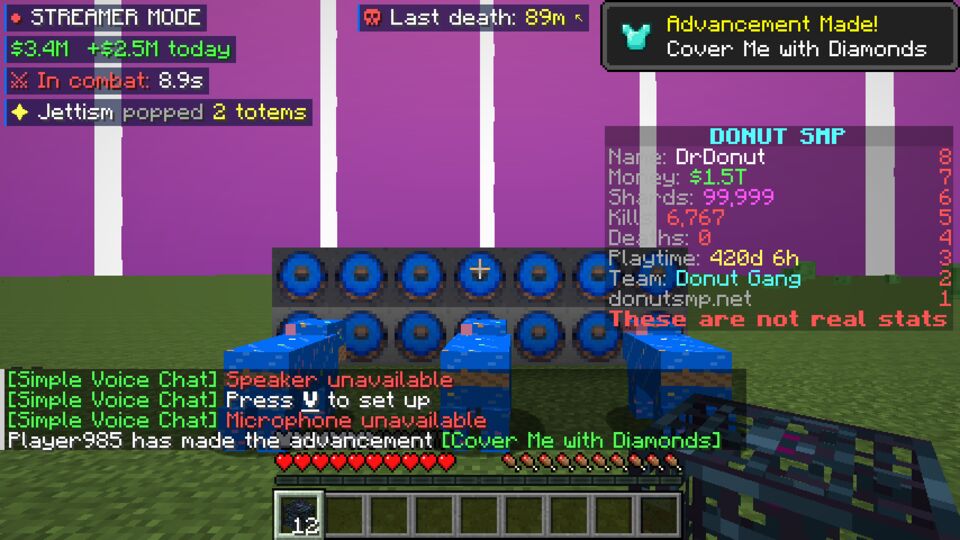 STREAMER MODE
$3.4M +$2.5M today
In combat: 8.9s
Jettism popped 2 totems
Last death: 89m
Advancement Made!
Cover Me with Diamonds
DONUT SMP
Name: DrDonut 8
Money: $1.5T 7
Shards: 99,999 6
Kills: 6,767 5
Deaths: 0 4
Playtime: 420d 6h 3
Team: Donut Gang 2
donutsmp.net 1
These are not real stats
[Simple Voice Chat] Speaker unavailable
[Simple Voice Chat] Press V to set up
[Simple Voice Chat] Microphone unavailable
Player985 has made the advancement [Cover Me with Diamonds]
12